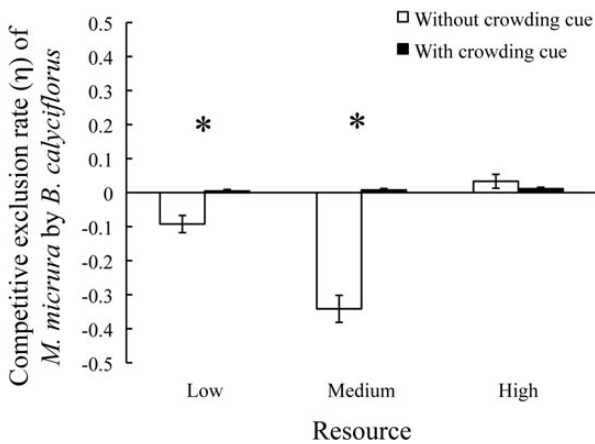 Competitive exclusion rate (η) of
M. micrura by B. calyciflorus
0.5
0.4
0.3
0.2
0.1
0
-0.1
-0.2
-0.3
-0.4
-0.5
Without crowding cue
With crowding cue
*
*
Low
Medium
High
Resource